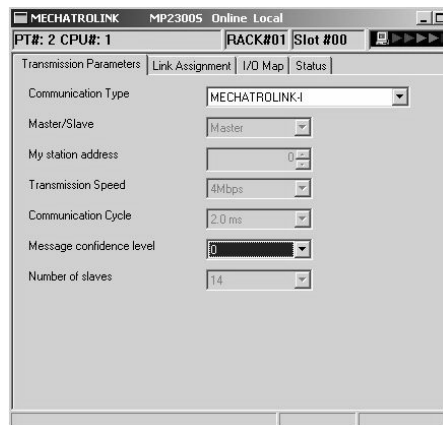 MECHATROLINK MP2300S Online Local
PT#: 2 CPU#: 1 RACK#01 Slot #00
Transmission Parameters Link Assignment I/O Map Status
Communication Type MECHATROLINK-I
Master/Slave Master
My station address 0
Transmission Speed 4Mbps
Communication Cycle 2.0 ms
Message confidence level 0
Number of slaves 14